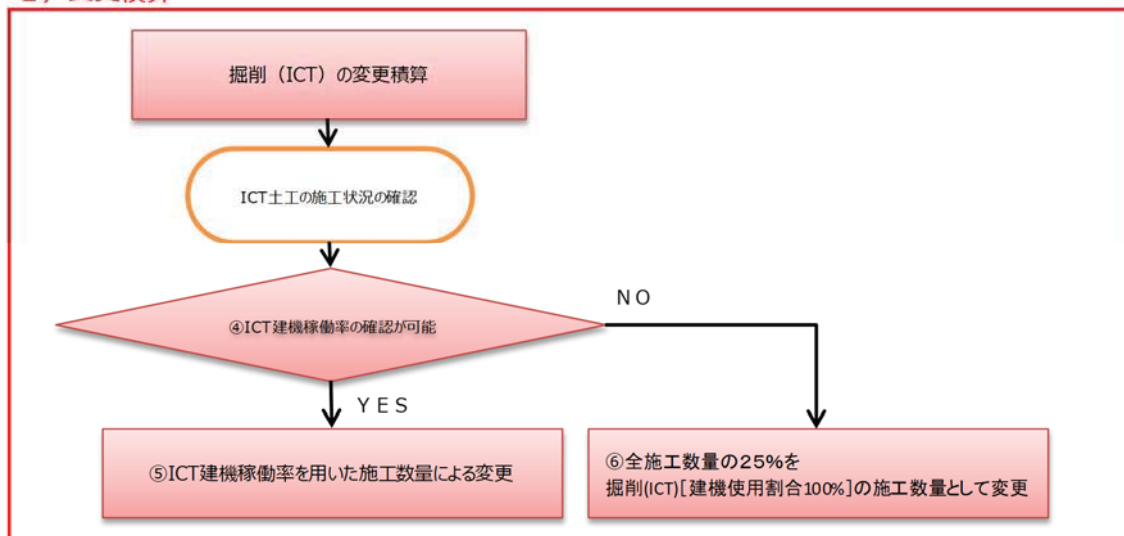 掘削（ICT）の変更積算
ICT土工の施工状況の確認
④ICT建機稼働率の確認が可能
NO
YES
⑤ICT建機稼働率を用いた施工数量による変更
⑥全施工数量の25%を
掘削(ICT)[建機使用割合100%]の施工数量として変更